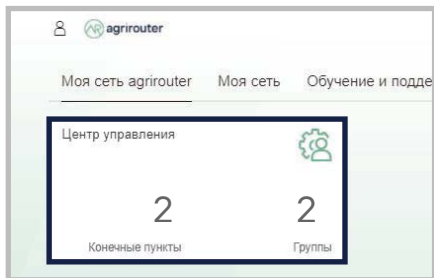 agrirouter
Моя сеть agrirouter Моя сеть Обучение и подде
Центр управления
2 2
Конечные пункты Группы